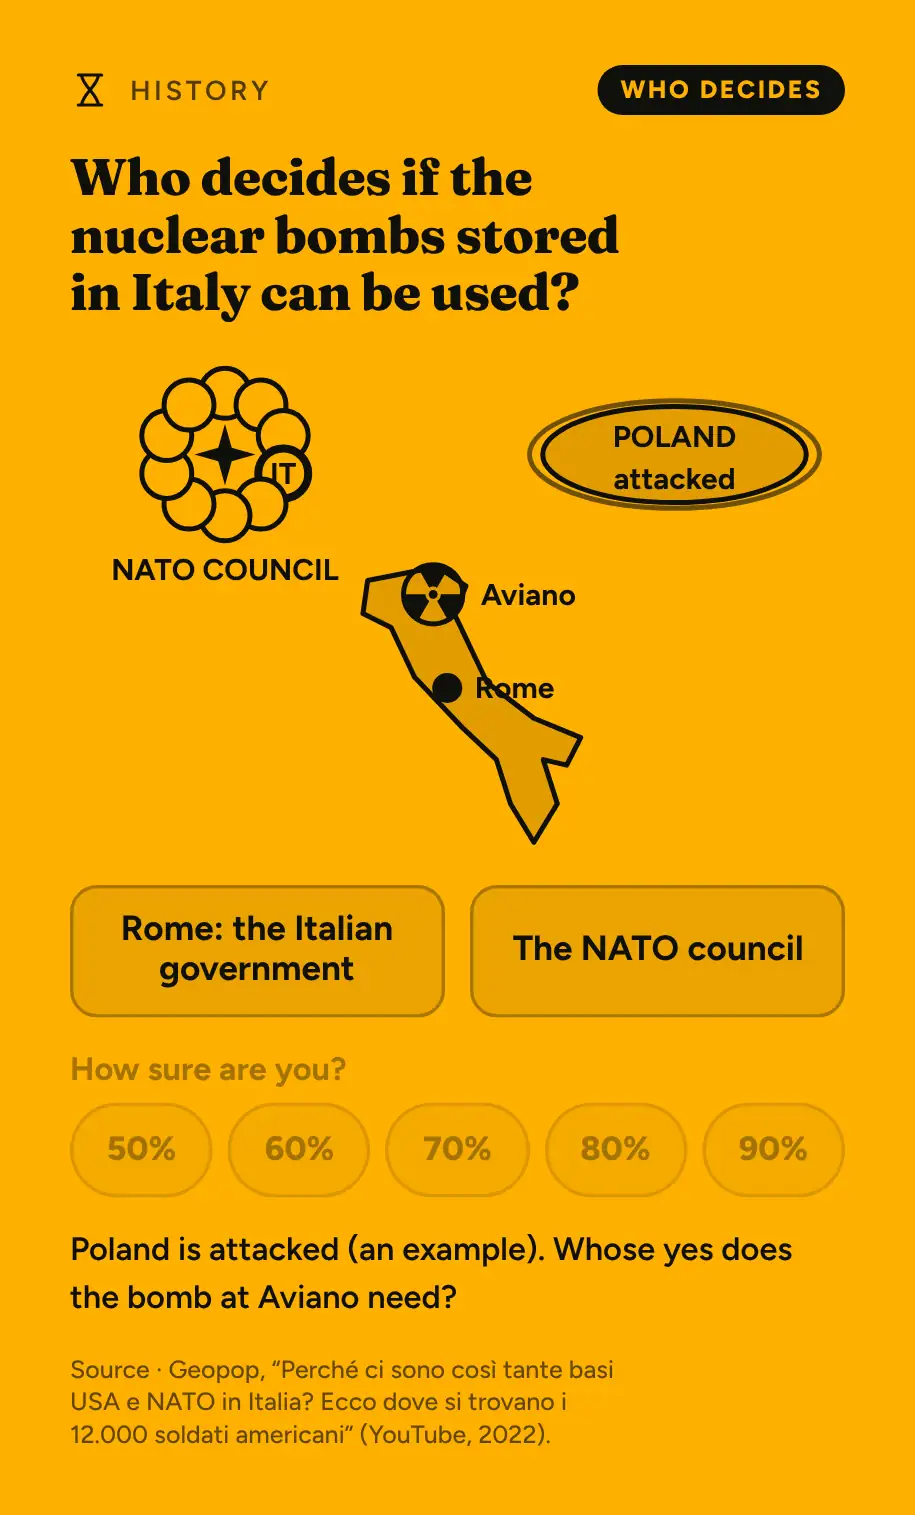 HISTORY
WHO DECIDES
Who decides if the
nuclear bombs stored
in Italy can be used?
IT
NATO COUNCIL
POLAND
attacked
Aviano
Rome
Rome: the Italian
government
The NATO council
How sure are you?
50%
60%
70%
80%
90%
Poland is attacked (an example). Whose yes does
the bomb at Aviano need?
Source · Geopop, “Perché ci sono così tante basi
USA e NATO in Italia? Ecco dove si trovano i
12.000 soldati americani” (YouTube, 2022).